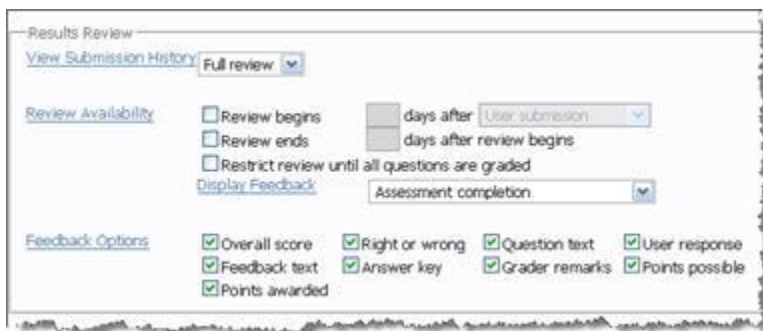 Results Review
View Submission History Full review
Review Availability Review begins days after User submission
Review ends days after review begins
Restrict review until all questions are graded
Display Feedback Assessment completion
Feedback Options Overall score Right or wrong Question text User response
Feedback text Answer key Grader remarks Points possible
Points awarded